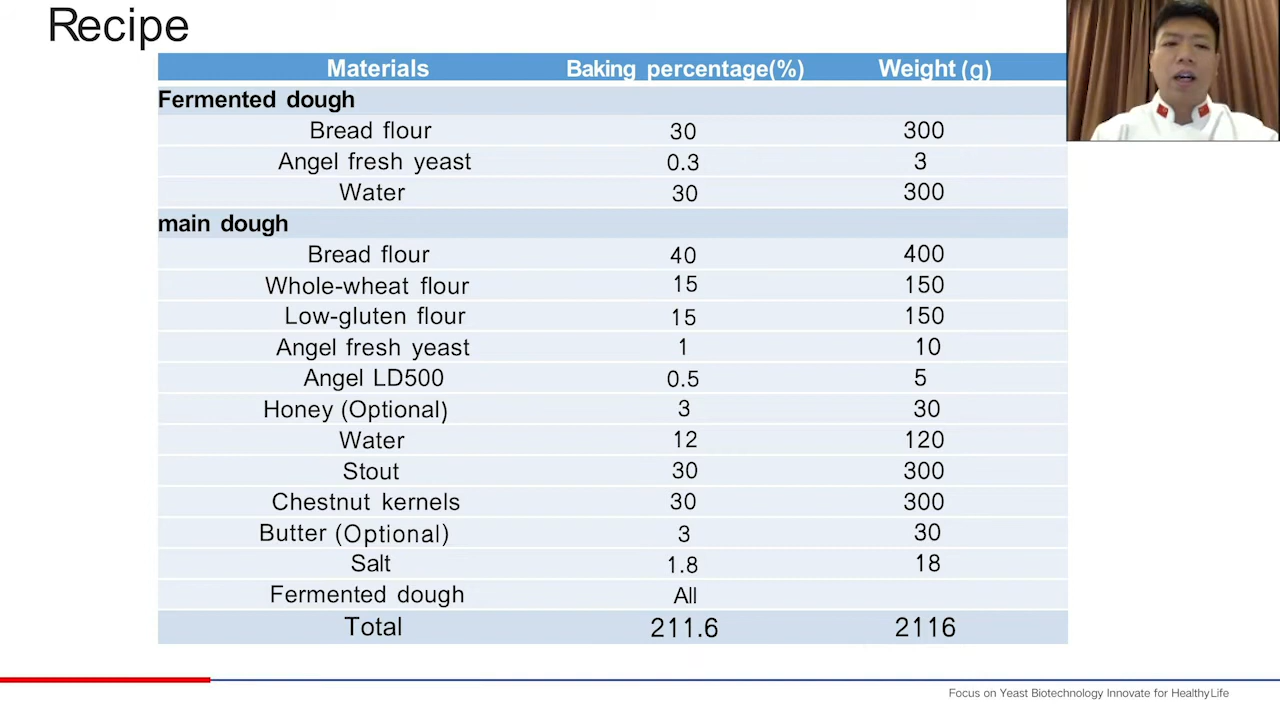 Recipe
Materials Baking percentage(%) Weight (g)
Fermented dough
Bread flour 30 300
Angel fresh yeast 0.3 3
Water 30 300
main dough
Bread flour 40 400
Whole-wheat flour 15 150
Low-gluten flour 15 150
Angel fresh yeast 1 10
Angel LD500 0.5 5
Honey (Optional) 3 30
Water 12 120
Stout 30 300
Chestnut kernels 30 300
Butter (Optional) 3 30
Salt 1.8 18
Fermented dough All
Total 211.6 2116
Focus on Yeast Biotechnology Innovate for Healthy Life